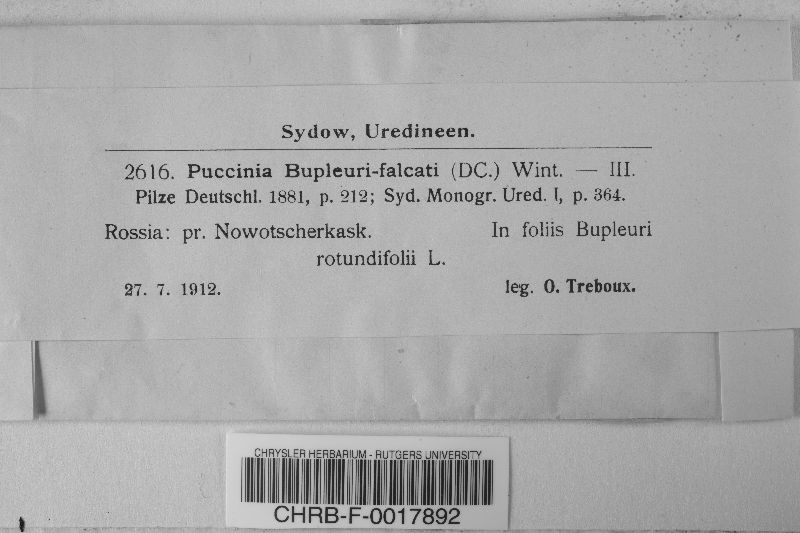 Sydow, Uredineen.
2616. Puccinia Bupleuri-falcati (DC.) Wint. — III.
Pilze Deutschl. 1881, p. 212; Syd. Monogr. Ured. I, p. 364.
Rossia: pr. Nowotscherkask. In foliis Bupleuri
rotundifolii L.
27. 7. 1912. leg. O. Treboux.
CHRYSLER HERBARIUM - RUTGERS UNIVERSITY
CHRB-F-0017892